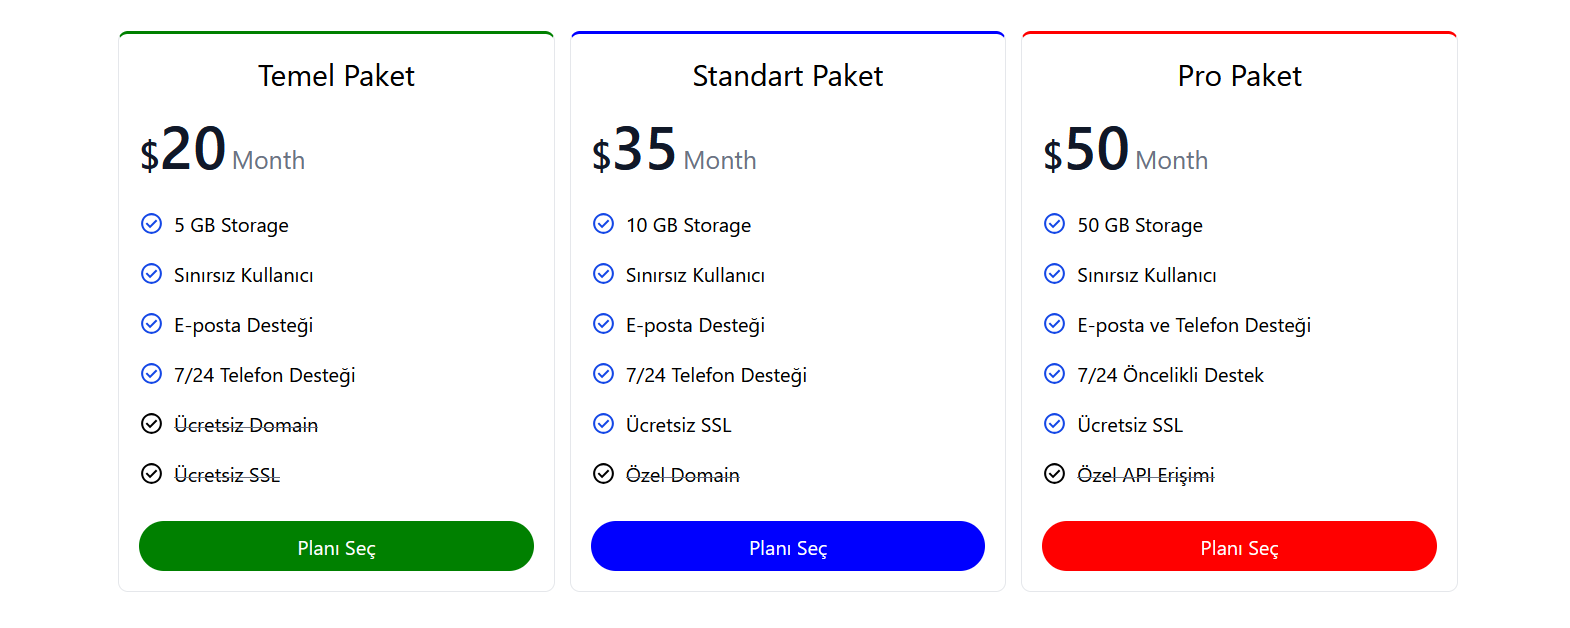 Temel Paket
$20 Month
5 GB Storage
Sınırsız Kullanıcı
E-posta Desteği
7/24 Telefon Desteği
Ücretsiz Domain
Ücretsiz SSL
Planı Seç
Standart Paket
$35 Month
10 GB Storage
Sınırsız Kullanıcı
E-posta Desteği
7/24 Telefon Desteği
Ücretsiz SSL
Özel Domain
Planı Seç
Pro Paket
$50 Month
50 GB Storage
Sınırsız Kullanıcı
E-posta ve Telefon Desteği
7/24 Öncelikli Destek
Ücretsiz SSL
Özel API Erişimi
Planı Seç